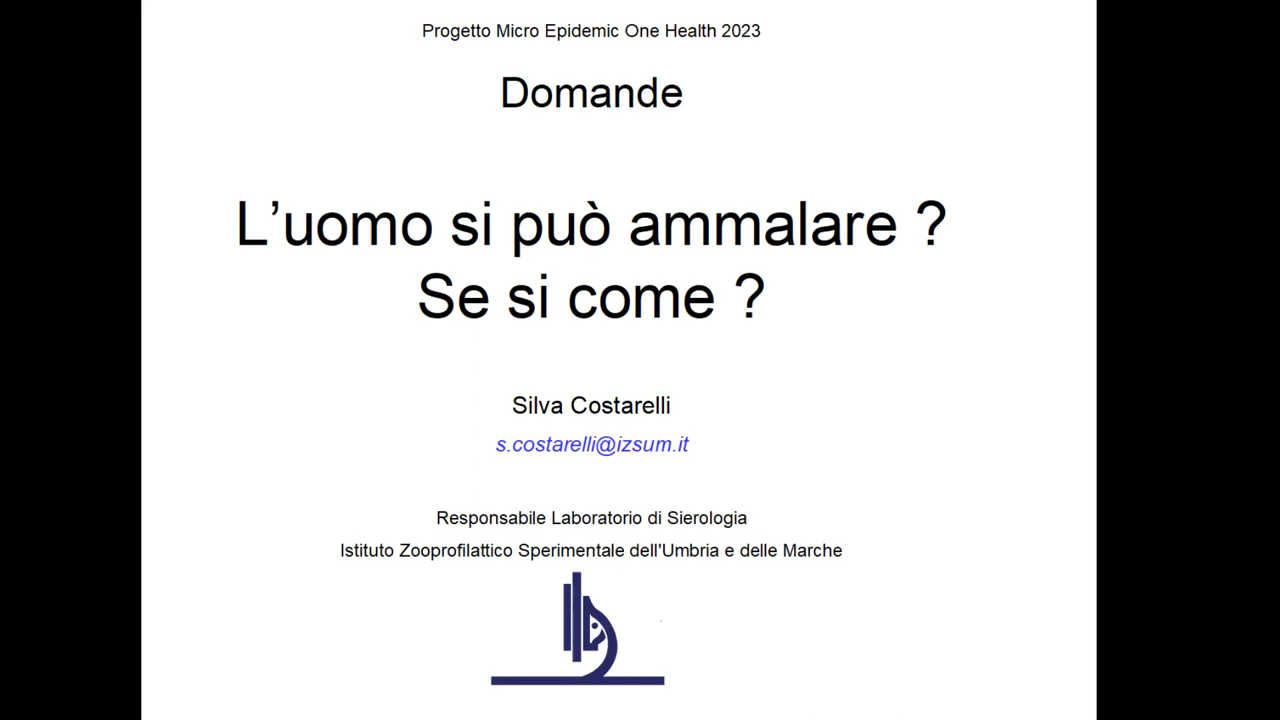 Progetto Micro Epidemic One Health 2023
Domande
L’uomo si può ammalare ?
Se si come ?
Silva Costarelli
s.costarelli@izsum.it
Responsabile Laboratorio di Sierologia
Istituto Zooprofilattico Sperimentale dell'Umbria e delle Marche